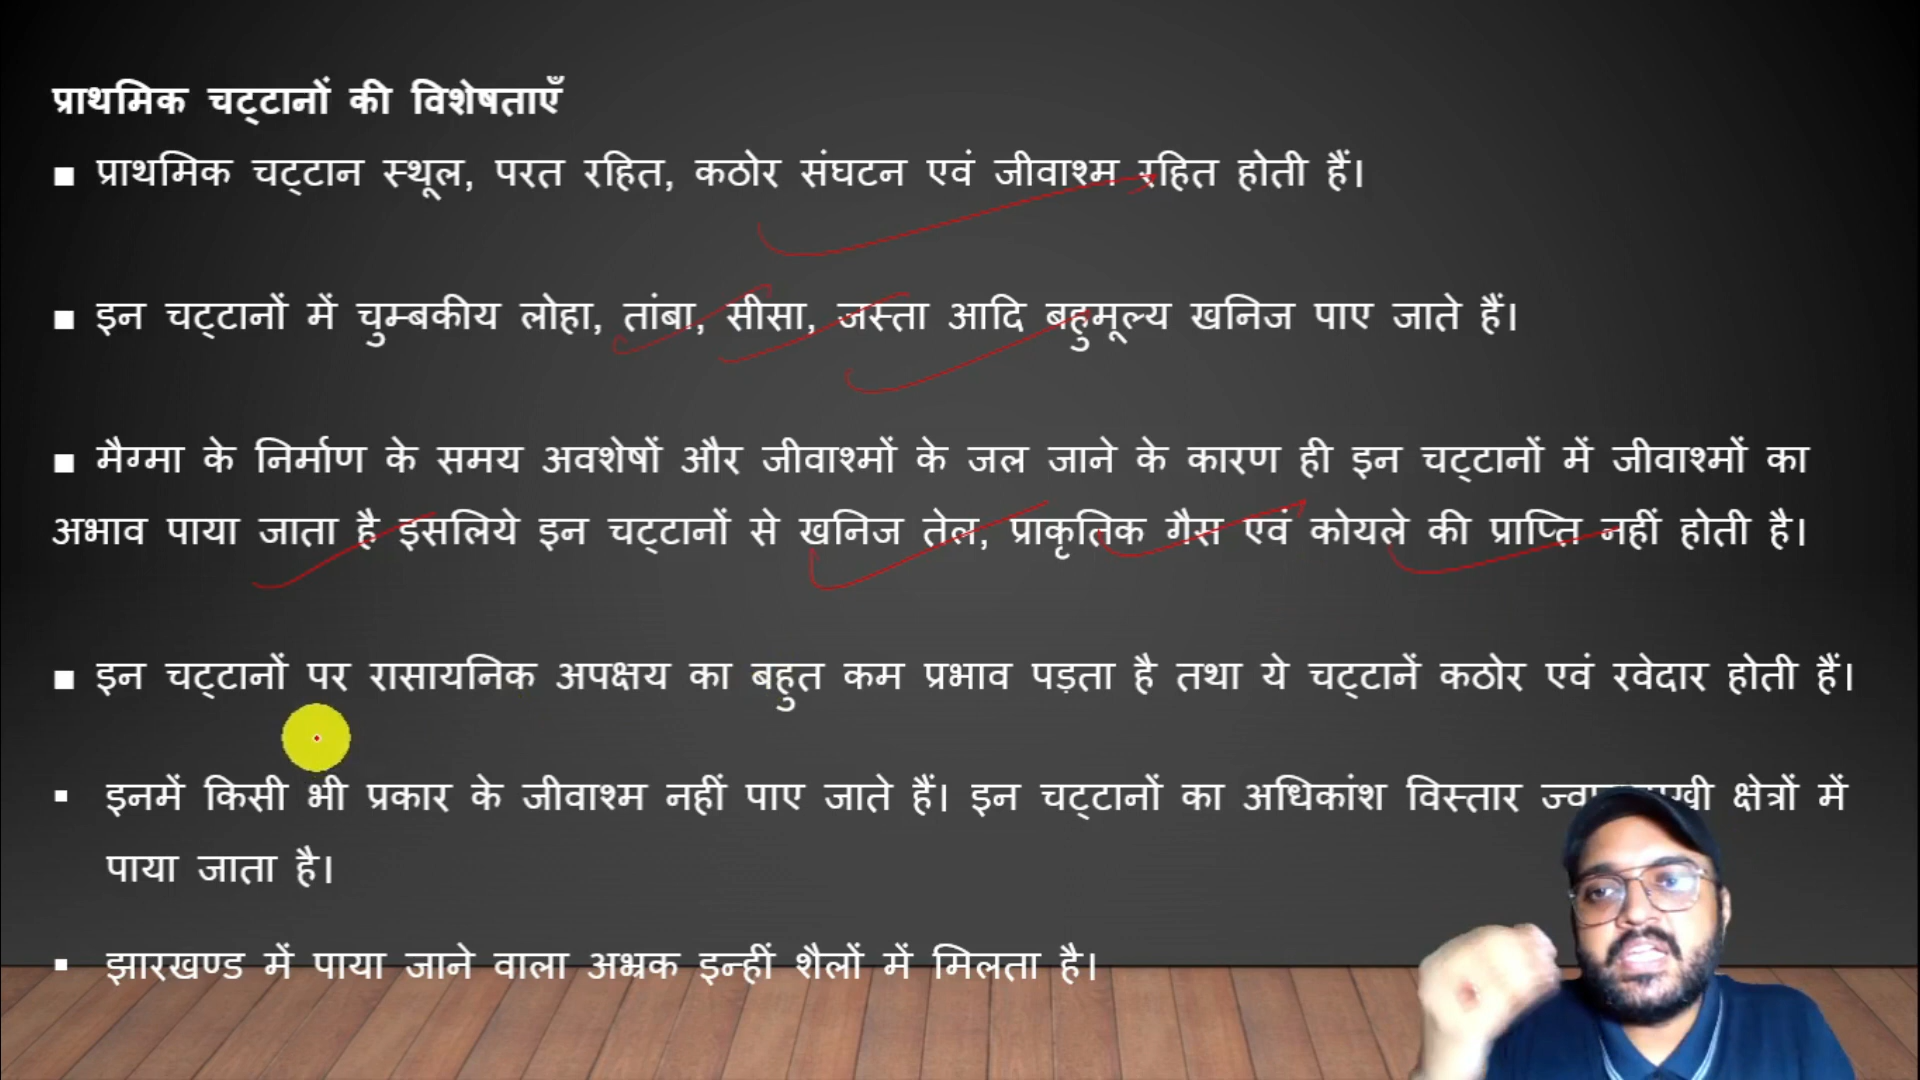 प्राथमिक चट्टानों की विशेषताएँ
▪ प्राथमिक चट्टान स्थूल, परत रहित, कठोर संघटन एवं जीवाश्म रहित होती हैं।
▪ इन चट्टानों में चुम्बकीय लोहा, तांबा, सीसा, जस्ता आदि बहुमूल्य खनिज पाए जाते हैं।
▪ मैग्मा के निर्माण के समय अवशेषों और जीवाश्मों के जल जाने के कारण ही इन चट्टानों में जीवाश्मों का
अभाव पाया जाता है इसलिये इन चट्टानों से खनिज तेल, प्राकृतिक गैस एवं कोयले की प्राप्ति नहीं होती है।
▪ इन चट्टानों पर रासायनिक अपक्षय का बहुत कम प्रभाव पड़ता है तथा ये चट्टानें कठोर एवं रवेदार होती हैं।
▪ इनमें किसी भी प्रकार के जीवाश्म नहीं पाए जाते हैं। इन चट्टानों का अधिकांश विस्तार क्षेत्रों में
पाया जाता है।
▪ झारखण्ड में पाया जाने वाला अभ्रक इन्हीं शैलों में मिलता है।